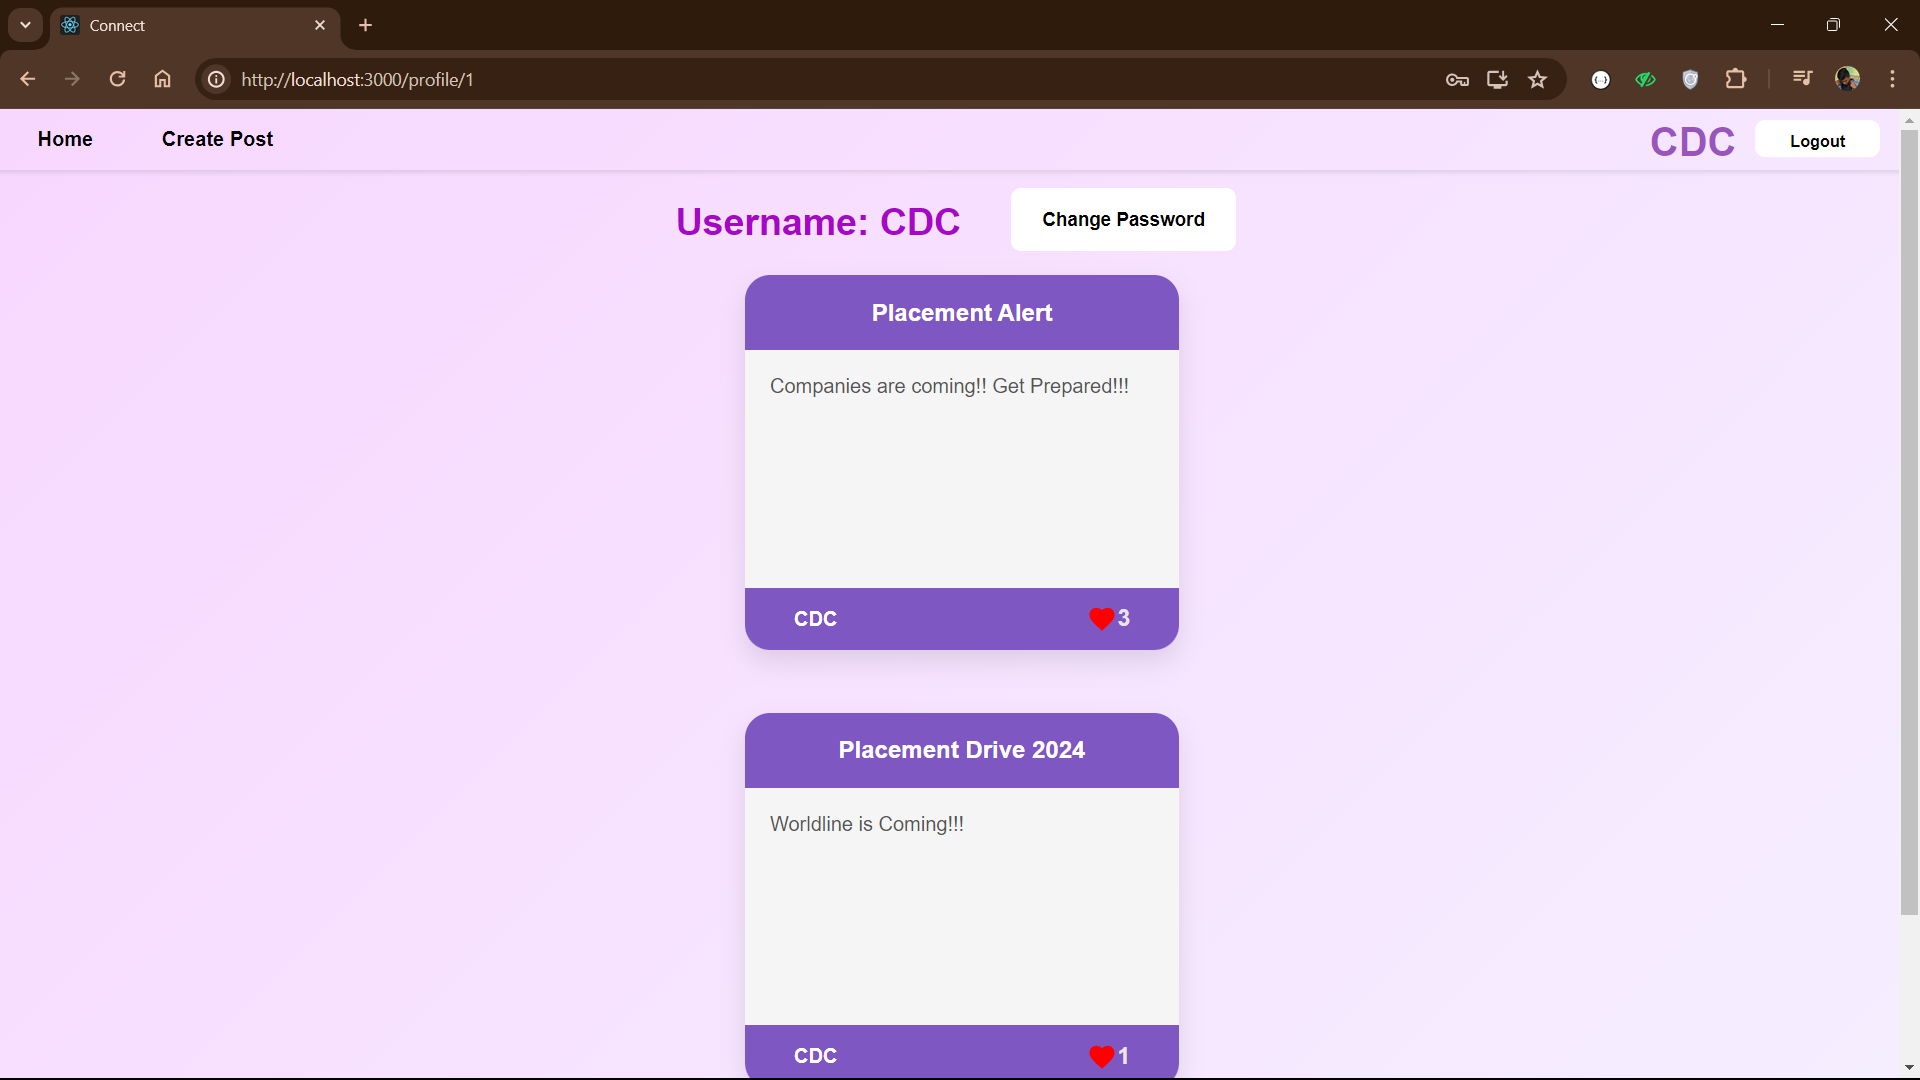 Connect
http://localhost:3000/profile/1
Home Create Post CDC Logout
Username: CDC Change Password
Placement Alert
Companies are coming!! Get Prepared!!!
CDC 3
Placement Drive 2024
Worldline is Coming!!!
CDC 1